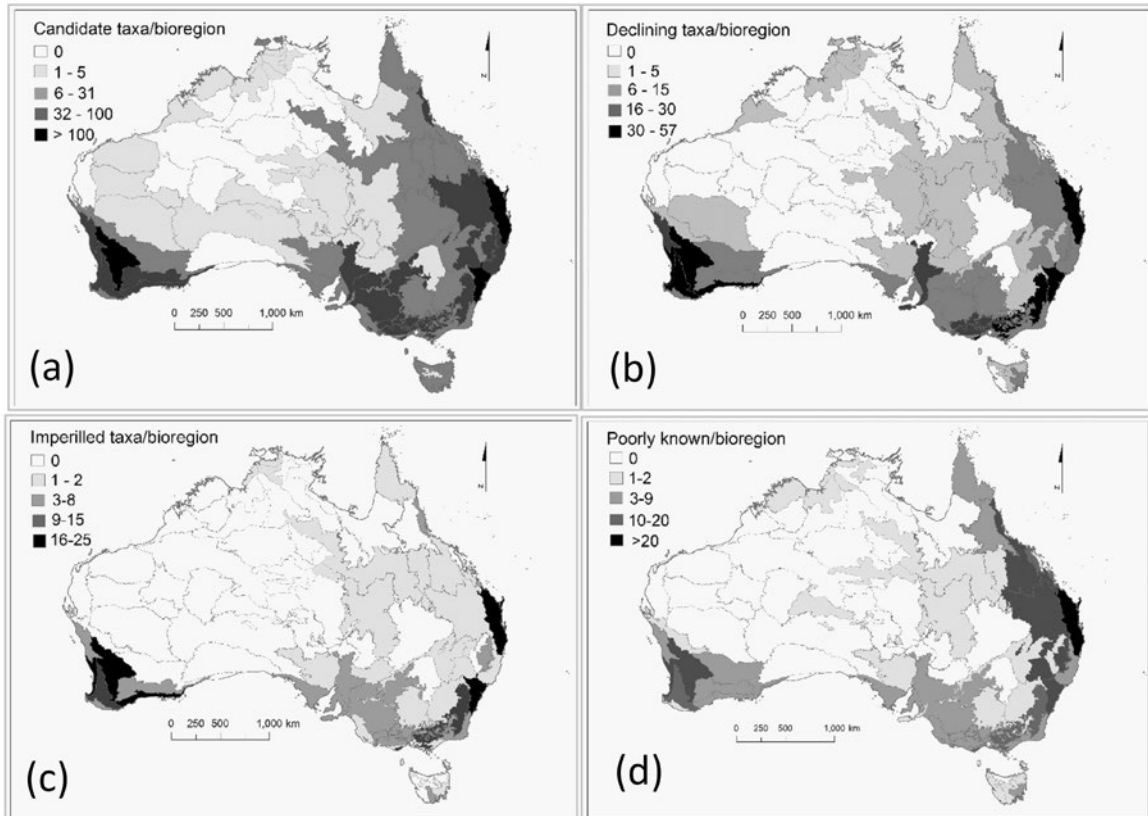 Candidate taxa/bioregion
0
1 - 5
6 - 31
32 - 100
> 100
N
0 250 500 1,000 km
(a)
Declining taxa/bioregion
0
1 - 5
6 - 15
16 - 30
30 - 57
N
0 250 500 1,000 km
(b)
Imperilled taxa/bioregion
0
1 - 2
3-8
9-15
16-25
N
0 250 500 1,000 km
(c)
Poorly known/bioregion
0
1-2
3-9
10-20
>20
N
0 250 500 1,000 km
(d)